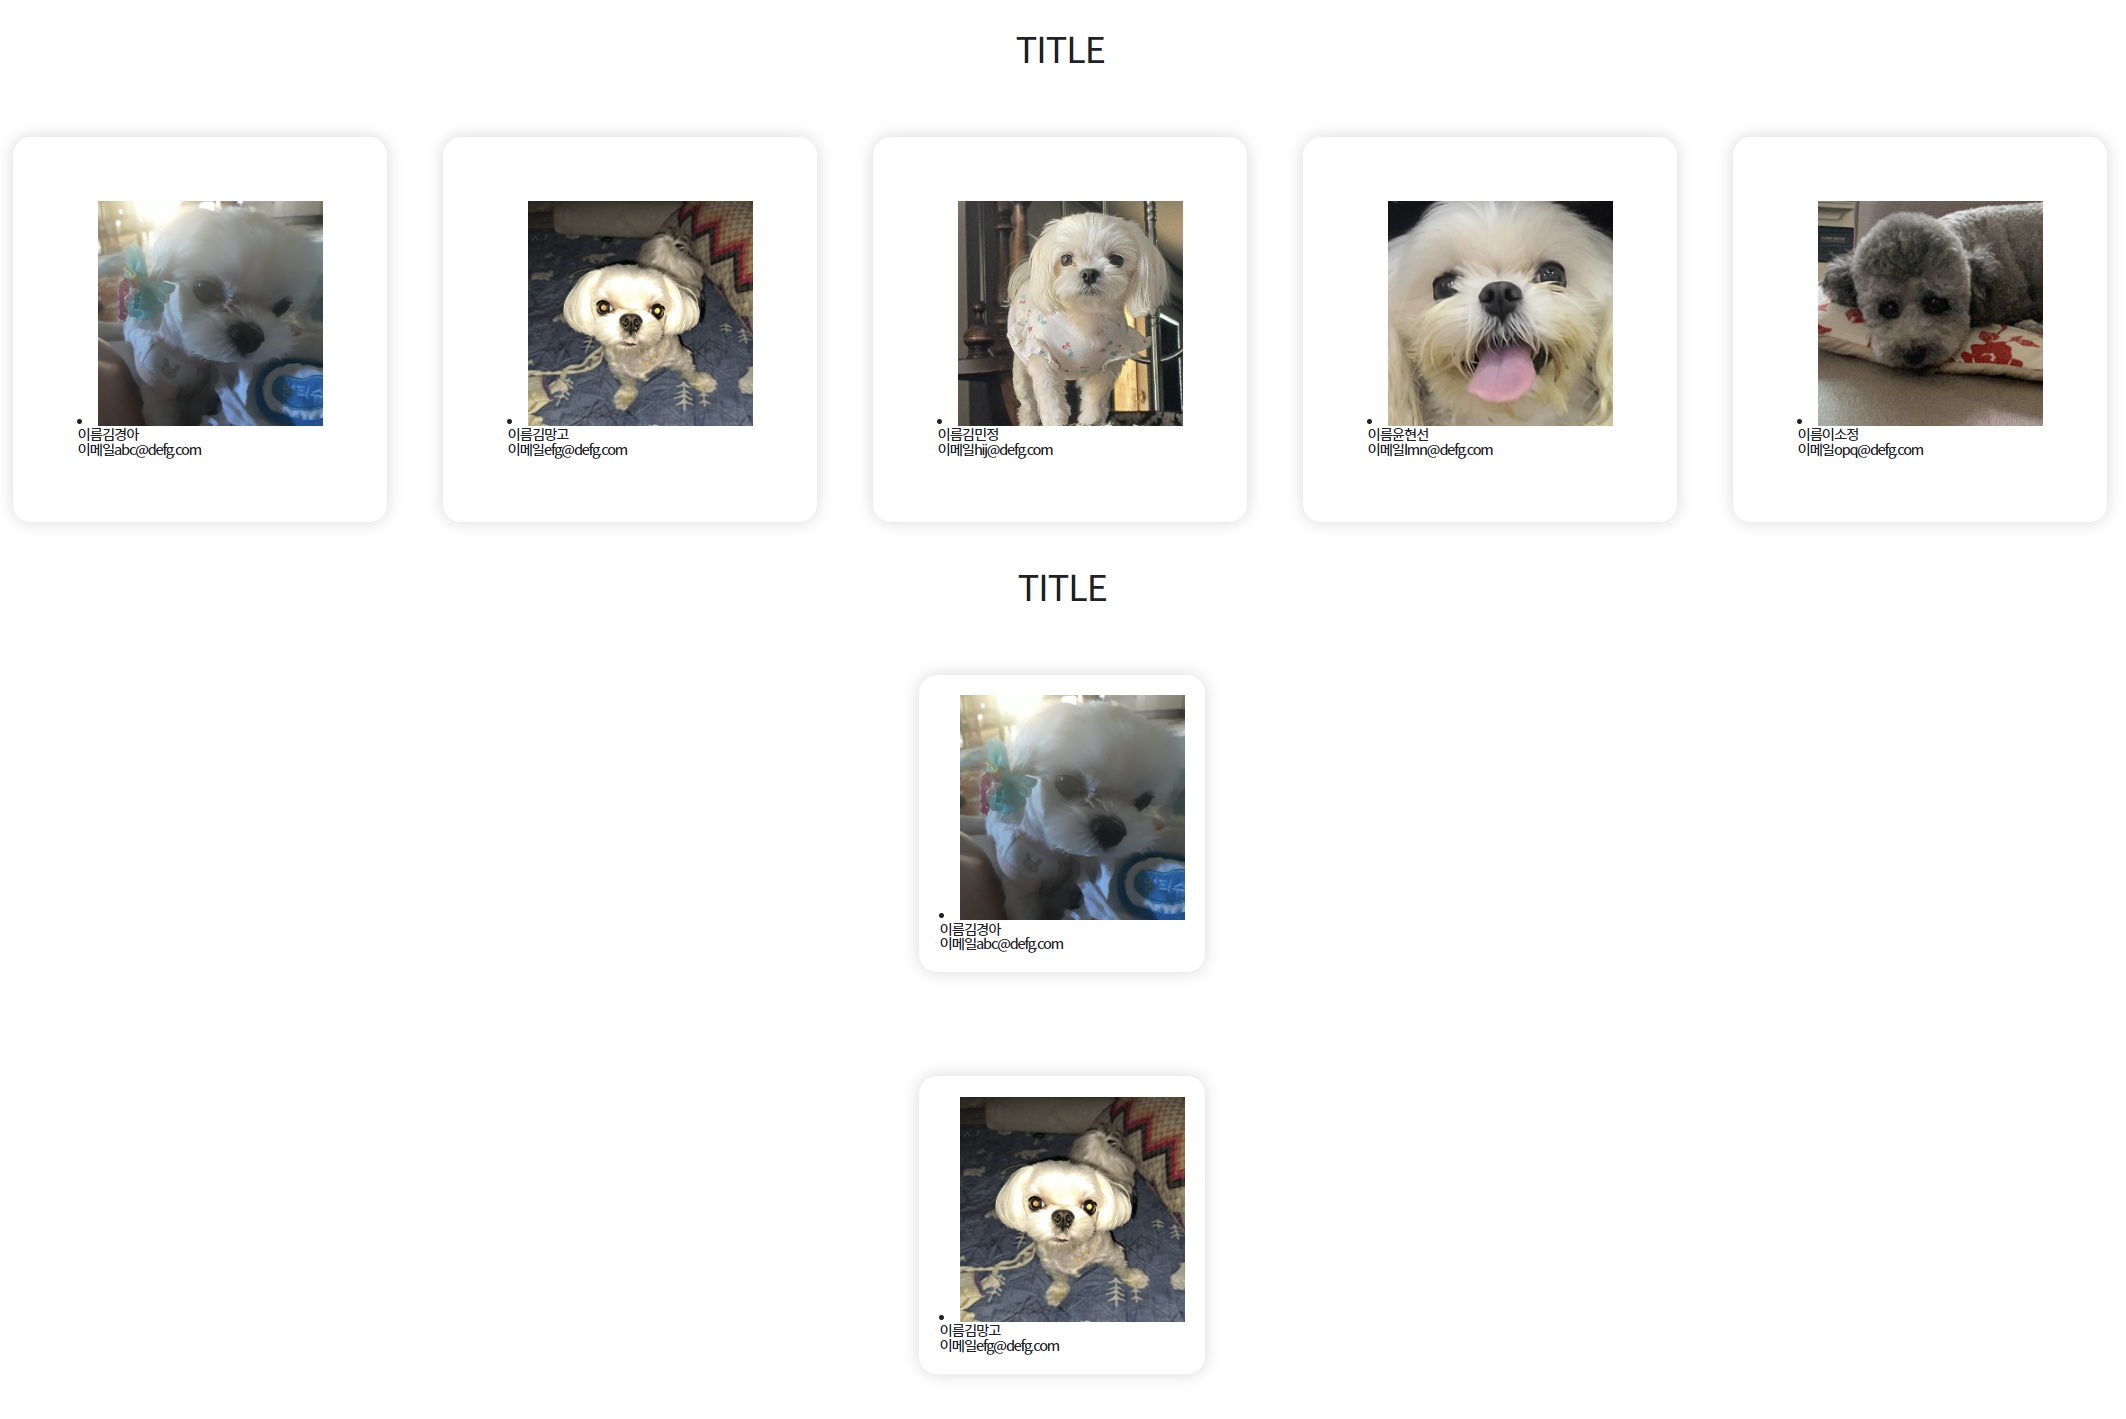 TITLE
이름김경아
이메일abc@defg.com
이름김망고
이메일efg@defg.com
이름김민정
이메일hij@defg.com
이름윤현선
이메일lmn@defg.com
이름이소정
이메일opq@defg.com
TITLE
이름김경아
이메일abc@defg.com
이름김망고
이메일efg@defg.com